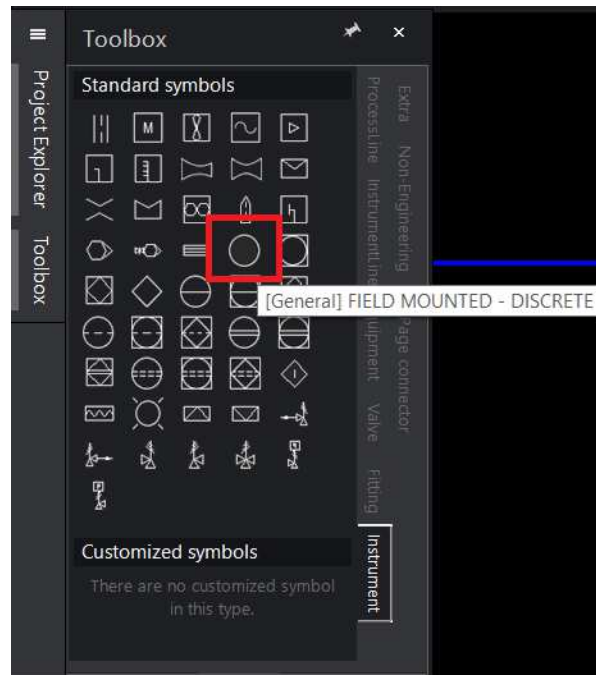 Toolbox
Project Explorer
Toolbox
Standard symbols
M
[General] FIELD MOUNTED - DISCRETE
Customized symbols
There are no customized symbol
in this type.
ProcessLine
InstrumentLine
Valve
Fitting
Instrument
Extra
Non-Engineering
Page connector